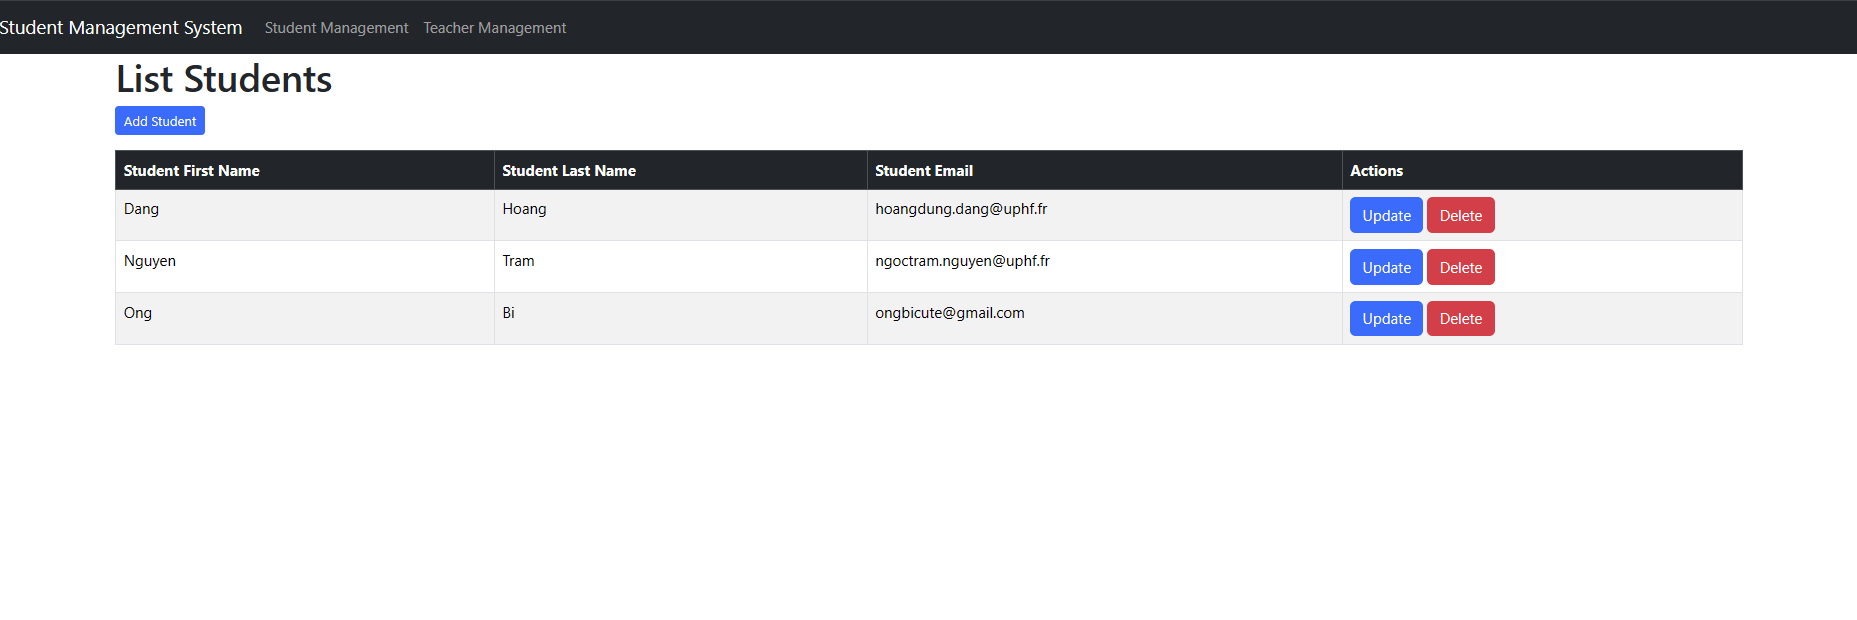 Student Management System Student Management Teacher Management
List Students
Add Student
Student First Name Student Last Name Student Email Actions
Dang Hoang hoangdung.dang@uphf.fr Update Delete
Nguyen Tram ngoctram.nguyen@uphf.fr Update Delete
Ong Bi ongbicute@gmail.com Update Delete